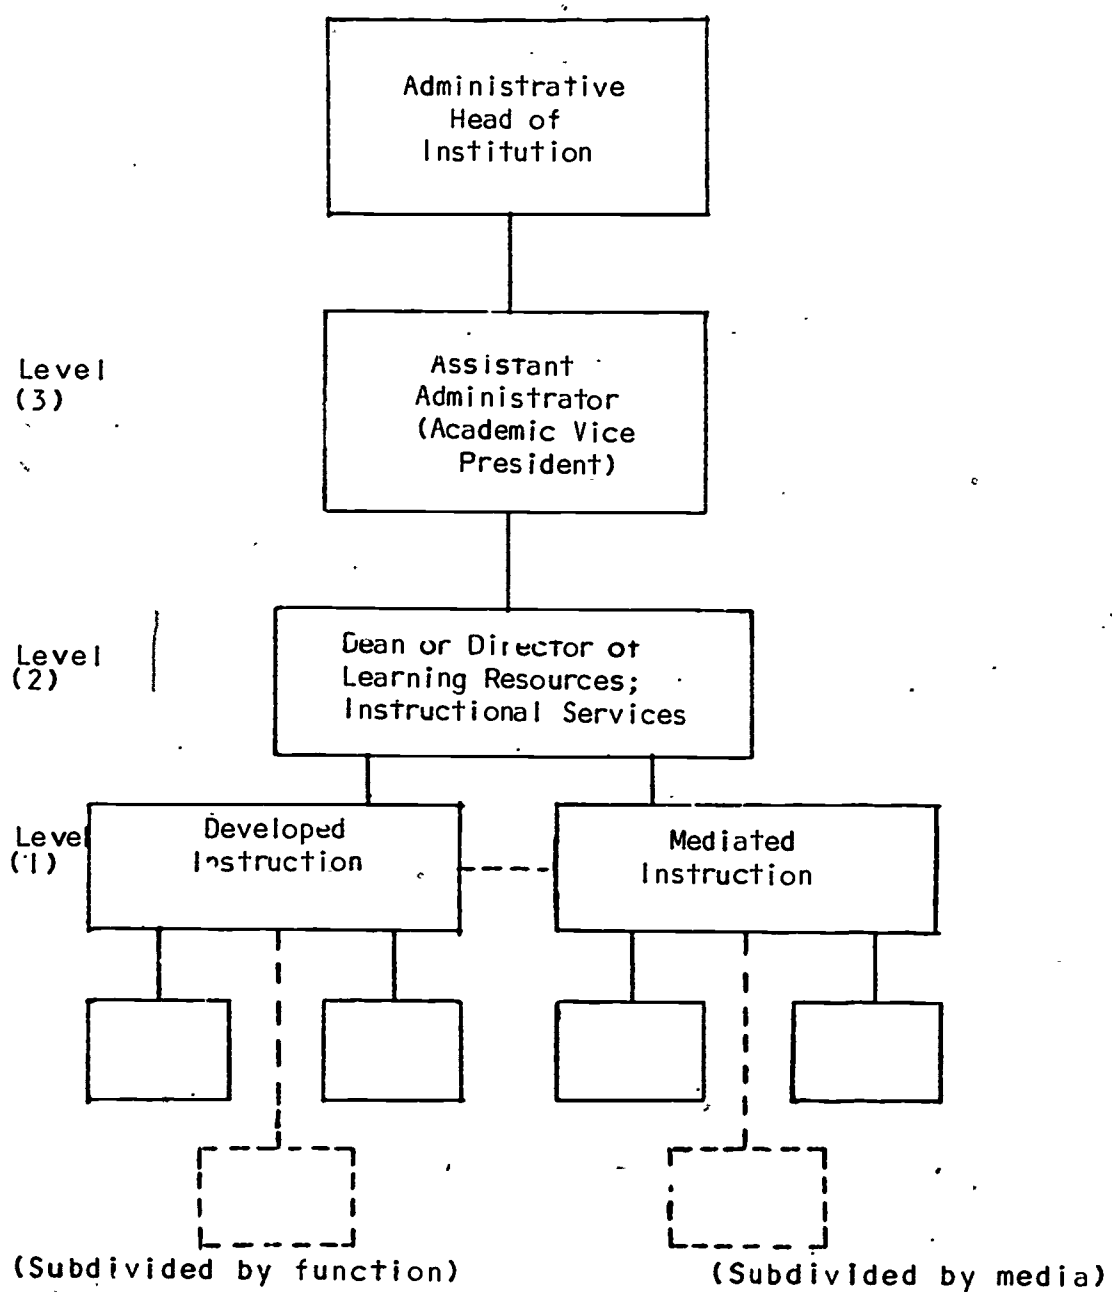 Administrative
Head of
Institution
Level
(3)
Assistant
Administrator
(Academic Vice
President)
Level
(2)
Dean or Director of
Learning Resources;
Instructional Services
Level
(1)
Developed
Instruction
Mediated
Instruction
(Subdivided by function)
(Subdivided by media)